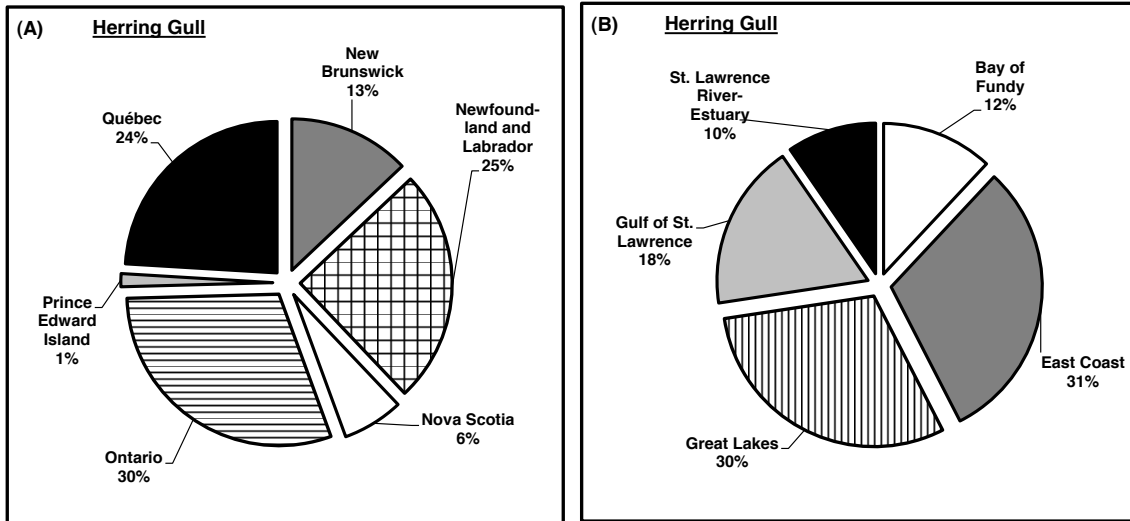 (A) Herring Gull
New
Brunswick
13%
Newfound-
land and
Labrador
25%
Nova Scotia
6%
Ontario
30%
Prince
Edward
Island
1%
Québec
24%
(B) Herring Gull
Bay of
Fundy
12%
East Coast
31%
Great Lakes
30%
Gulf of St.
Lawrence
18%
St. Lawrence
River-
Estuary
10%